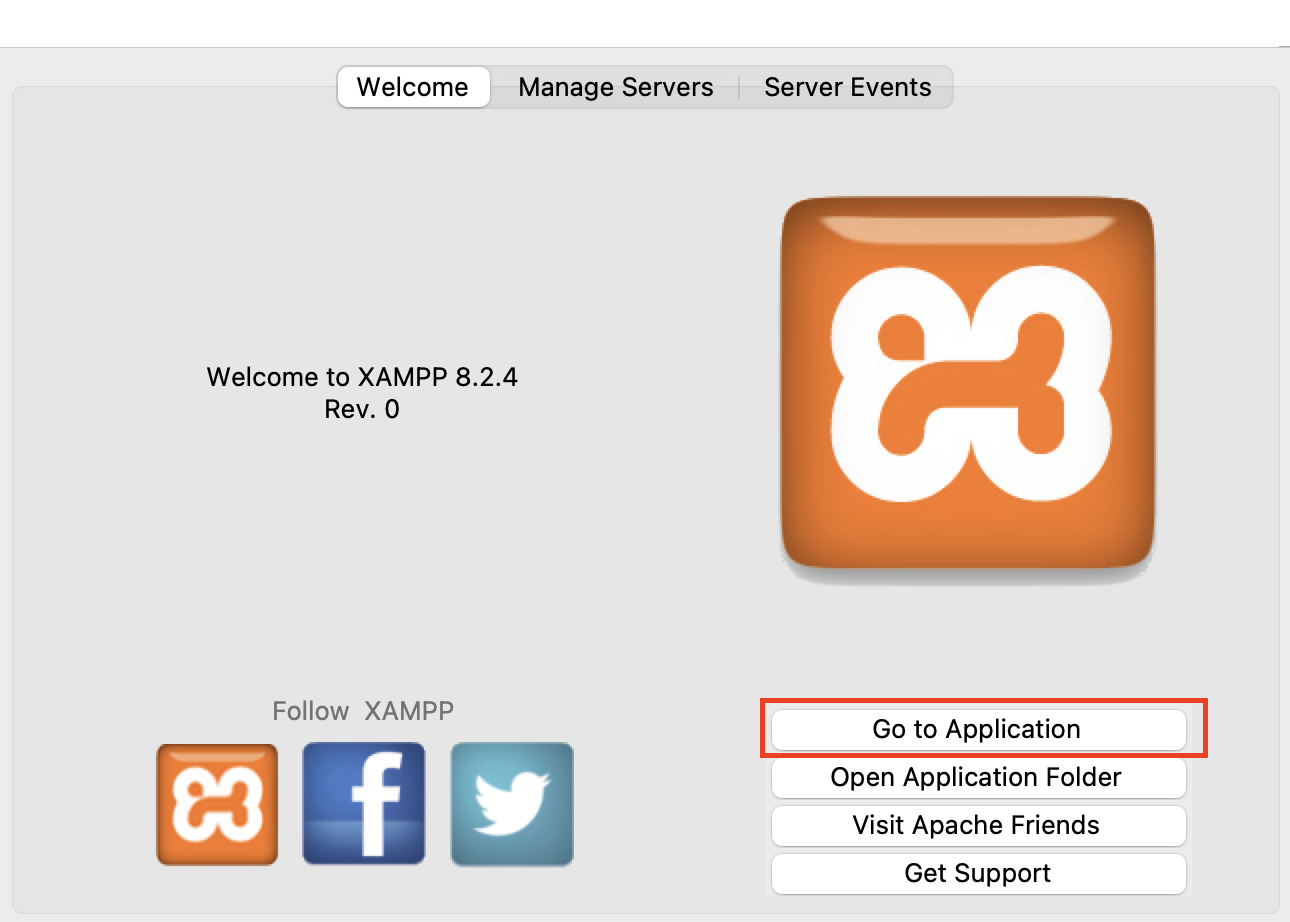 Welcome
Manage Servers
Server Events
Welcome to XAMPP 8.2.4
Rev. 0
Follow XAMPP
Go to Application
Open Application Folder
Visit Apache Friends
Get Support